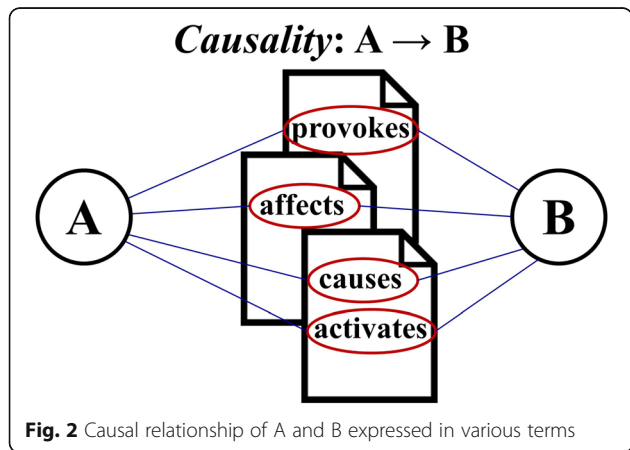 Causality: A → B
provokes
affects
A
B
causes
activates
Fig. 2 Causal relationship of A and B expressed in various terms